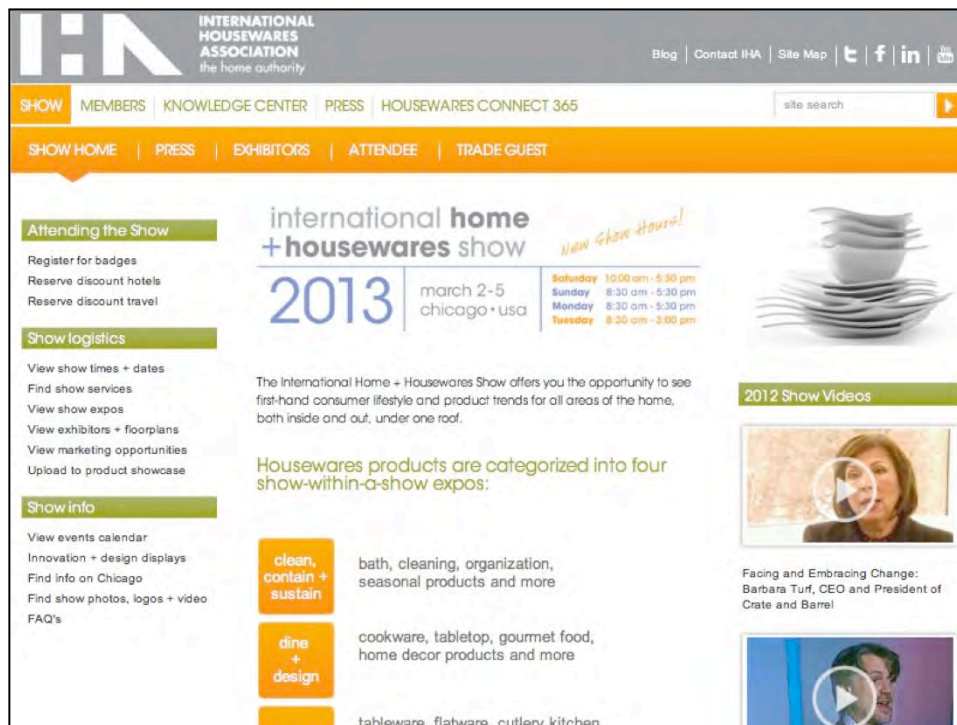 INTERNATIONAL
HOUSEWARES
ASSOCIATION
the home authority
Blog | Contact IHA | Site Map
SHOW MEMBERS KNOWLEDGE CENTER PRESS HOUSEWARES CONNECT 365
site search
SHOW HOME | PRESS | EXHIBITORS | ATTENDEE | TRADE GUEST
Attending the Show
Register for badges
Reserve discount hotels
Reserve discount travel
Show logistics
View show times + dates
Find show services
View show expos
View exhibitors + floorplans
View marketing opportunities
Upload to product showcase
Show info
View events calendar
Innovation + design displays
Find info on Chicago
Find show photos, logos + video
FAQ's
international home
+housewares show
New Show Hours!
2013
march 2-5
chicago • usa
Saturday 10:00 am - 5:30 pm
Sunday 8:30 am - 5:30 pm
Monday 8:30 am - 5:30 pm
Tuesday 8:30 am - 3:00 pm
The International Home + Housewares Show offers you the opportunity to see
first-hand consumer lifestyle and product trends for all areas of the home,
both inside and out, under one roof.
Housewares products are categorized into four
show-within-a-show expos:
clean,
contain +
sustain
bath, cleaning, organization,
seasonal products and more
dine
+
design
cookware, tabletop, gourmet food,
home decor products and more
tableware, flatware, cutlery, kitchen
2012 Show Videos
Facing and Embracing Change:
Barbara Turf, CEO and President of
Crate and Barrel